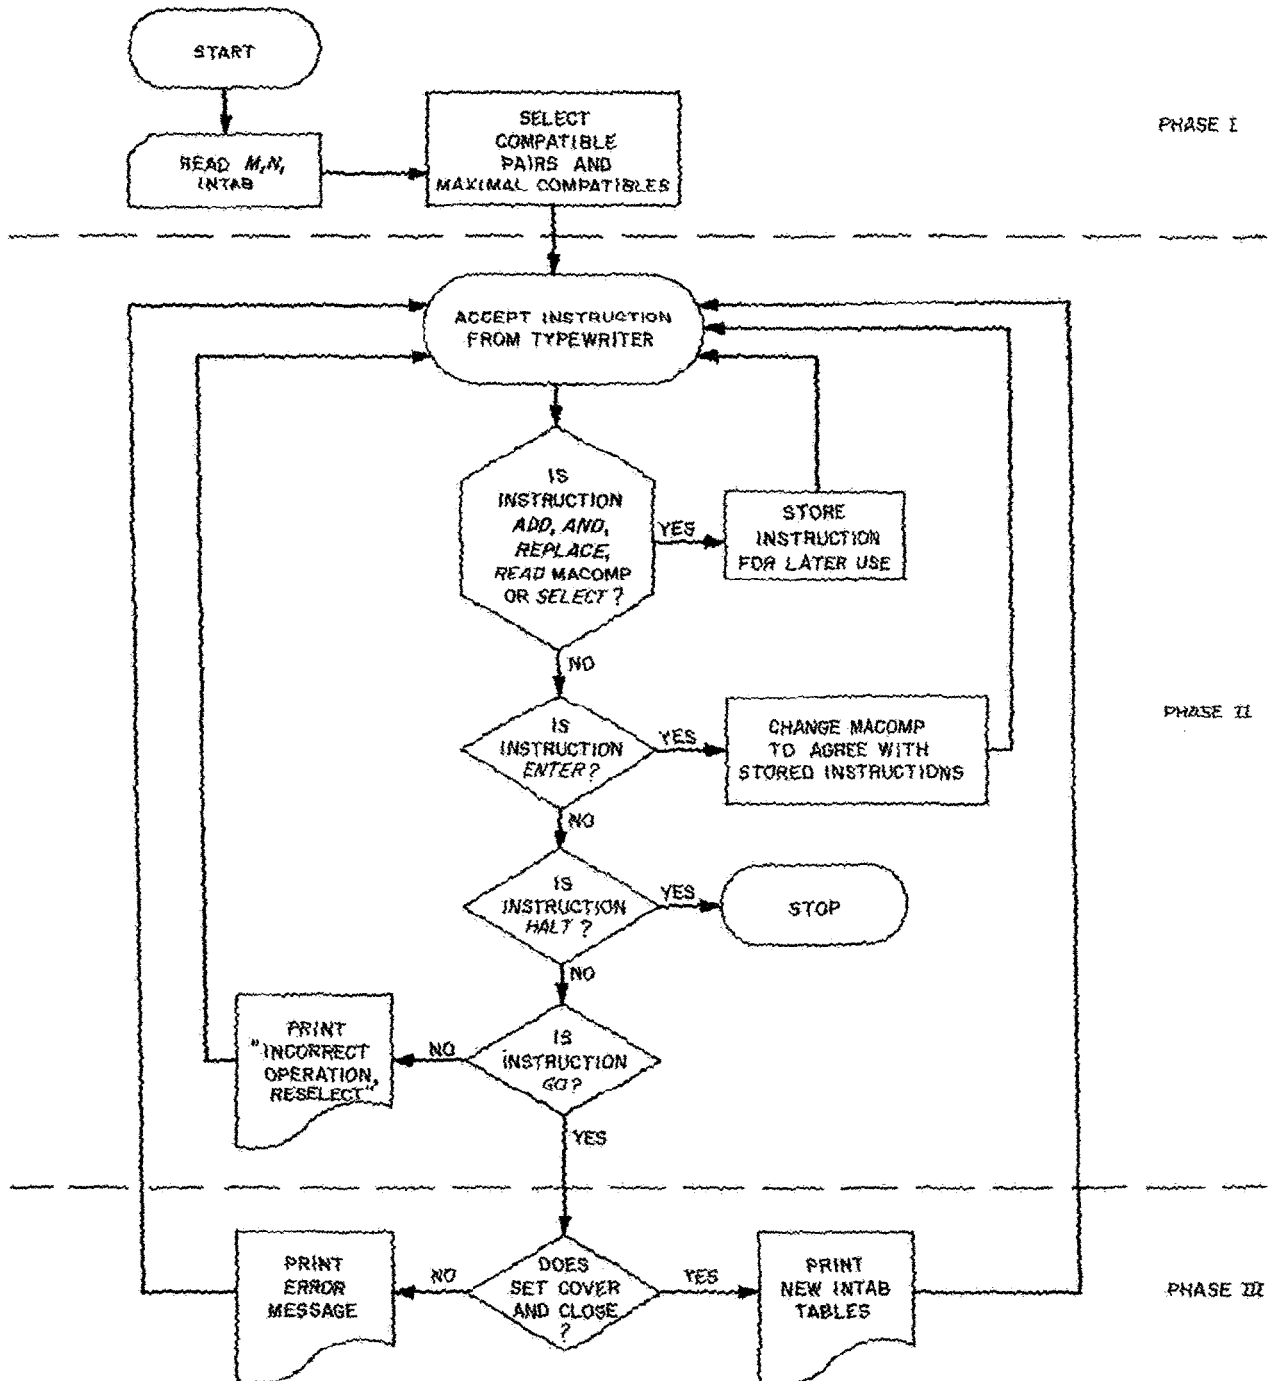 START
READ M,N,
INTAB
SELECT
COMPATIBLE
PAIRS AND
MAXIMAL COMPATIBLES
PHASE I
ACCEPT INSTRUCTION
FROM TYPEWRITER
IS
INSTRUCTION
ADD, AND,
REPLACE,
READ MACOMP
OR SELECT?
YES
STORE
INSTRUCTION
FOR LATER USE
NO
IS
INSTRUCTION
ENTER?
YES
CHANGE MACOMP
TO AGREE WITH
STORED INSTRUCTIONS
PHASE II
NO
IS
INSTRUCTION
HALT?
YES
STOP
NO
IS
INSTRUCTION
GO?
NO
PRINT
"INCORRECT
OPERATION,
RESELECT"
YES
DOES
SET COVER
AND CLOSE
?
NO
PRINT
ERROR
MESSAGE
YES
PRINT
NEW INTAB
TABLES
PHASE III